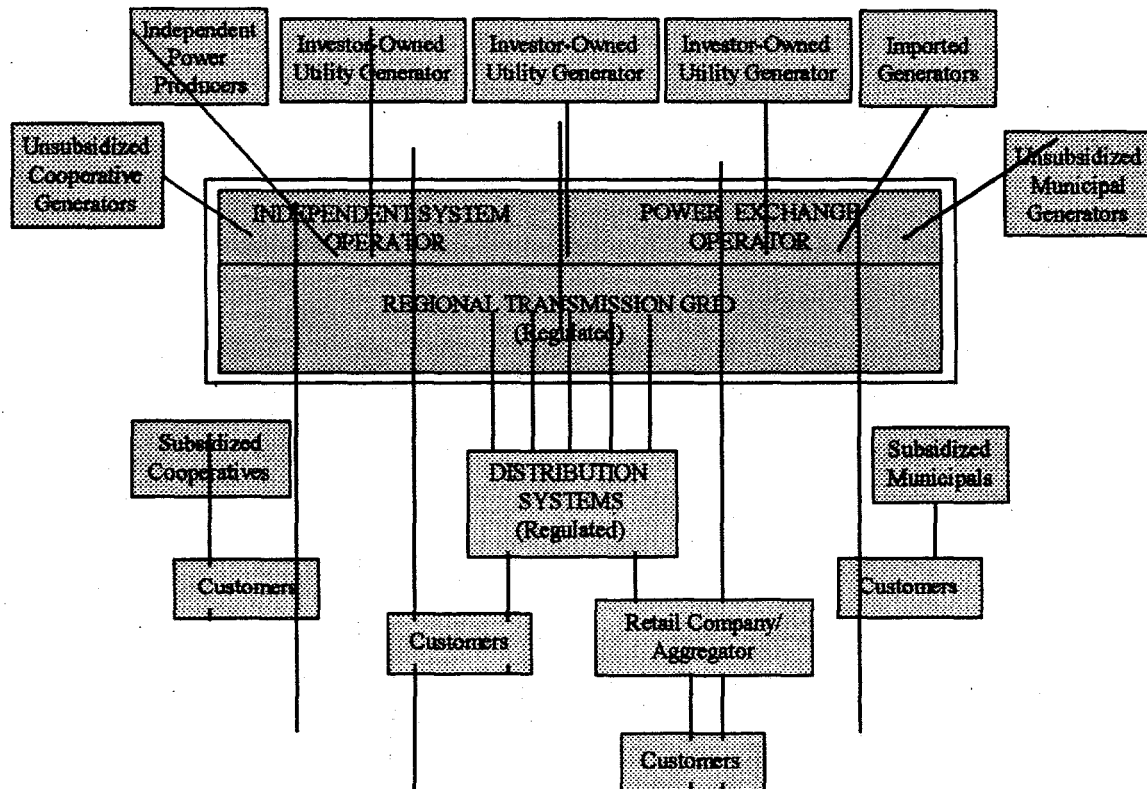 Independent
Power
Producers
Investor-Owned
Utility Generator
Investor-Owned
Utility Generator
Investor-Owned
Utility Generator
Imported
Generators
Unsubsidized
Cooperative
Generators
Unsubsidized
Municipal
Generators
INDEPENDENT SYSTEM
OPERATOR
POWER EXCHANGE
OPERATOR
REGIONAL TRANSMISSION GRID
(Regulated)
Subsidized
Cooperatives
DISTRIBUTION
SYSTEMS
(Regulated)
Subsidized
Municipals
Customers
Customers
Customers
Retail Company/
Aggregator
Customers